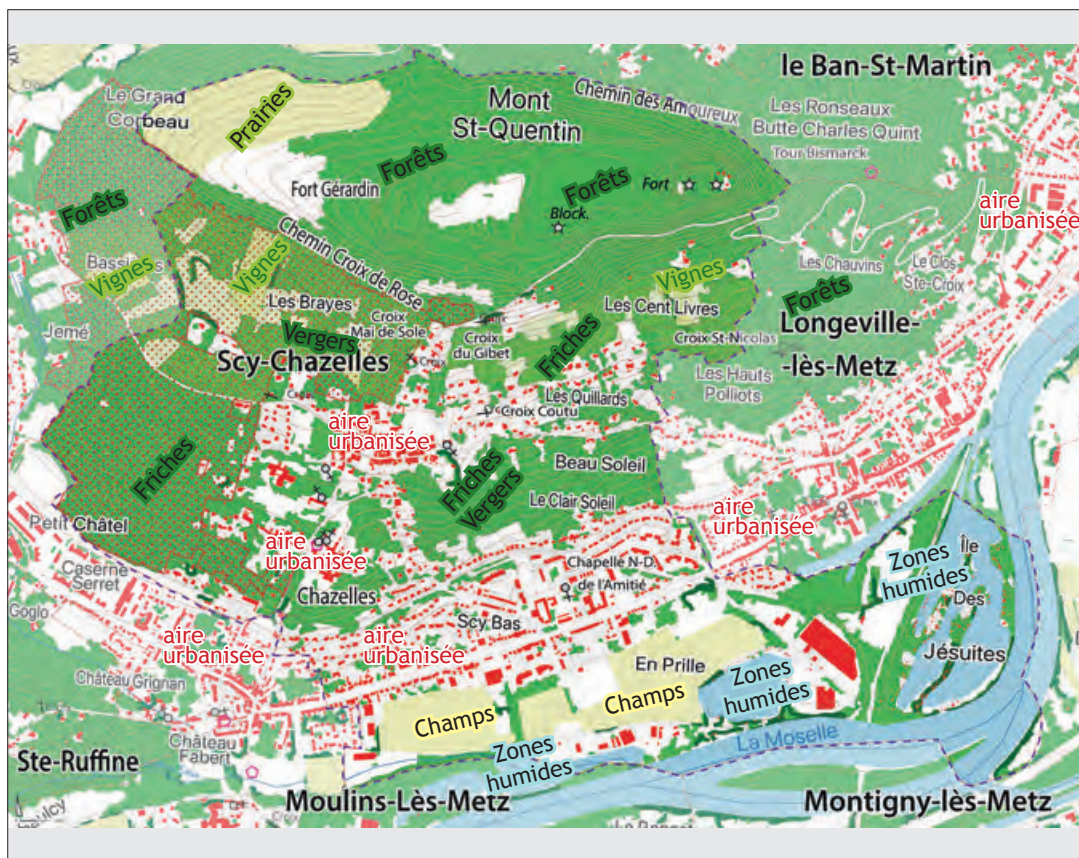 le Ban-St-Martin
Le Grand
Corbeau
Prairies
Mont
St-Quentin
Chemin des Amoureux
Les Ronseaux
Butte Charles Quint
Tour Bismarck
Forêts
Fort Gérardin
Forêts
Fort
Block.
Forêts
aire
urbanisée
Chemin Croix de Rose
Bassières
Vignes
Vignes
Vignes
Les Chauvins
Le Clos
Ste-Croix
Les Brayes
Les Cent Livres
Forêts
Jemé
Croix
Mai de Sole
Vergers
Croix
Croix
du Gibet
Friches
Croix St-Nicolas
Longeville-
-lès-Metz
Scy-Chazelles
Croix
Les Hauts
Polliots
Croix
Les Quillards
Croix Coutu
aire
urbanisée
Friches
Friches
Vergers
Beau Soleil
Le Clair Soleil
aire
urbanisée
Petit Châtel
Caserne
Serret
Goglo
aire
urbanisée
Chazelles
Chapelle N-D.
de l'Amitié
Scy Bas
Zones
humides
Île
Des
Jésuites
aire
urbanisée
aire
urbanisée
Château Grignan
En Prille
Zones
humides
Champs
Champs
La Moselle
Château
Fabert
Zones
humides
Ste-Ruffine
Moulins-Lès-Metz
Montigny-lès-Metz
Croix